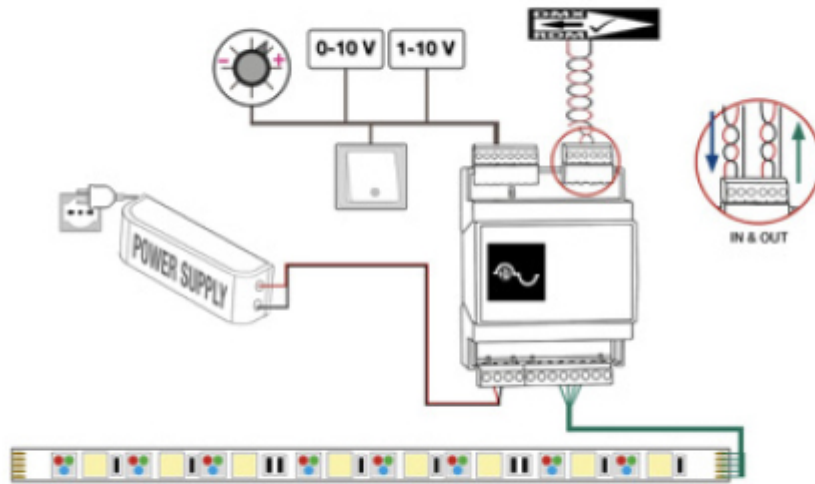 DMX
RDM
- +
0-10 V
1-10 V
IN & OUT
POWER SUPPLY